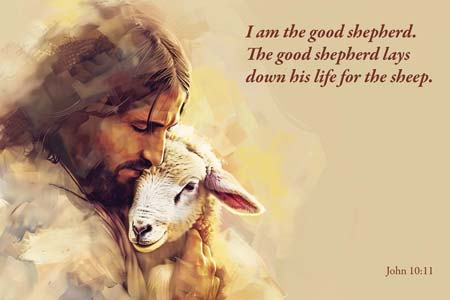 I am the good shepherd.
The good shepherd lays
down his life for the sheep.
John 10:11